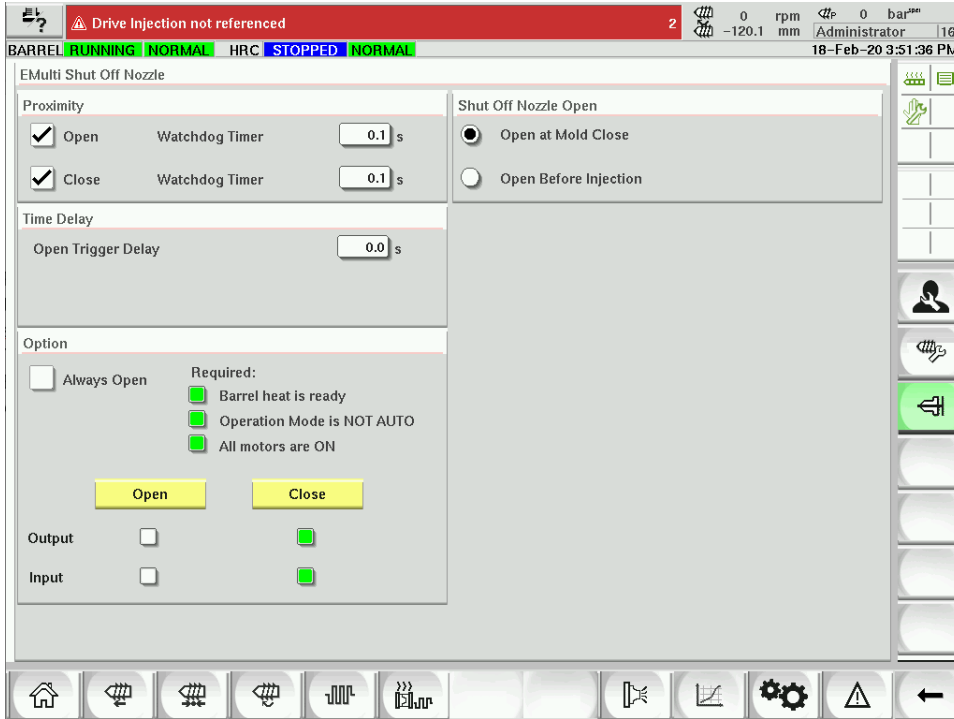 Drive Injection not referenced 2
0 rpm
-120.1 mm
P 0 bar
Administrator 16
BARREL RUNNING NORMAL HRC STOPPED NORMAL
18-Feb-20 3:51:36 PM
EMulti Shut Off Nozzle
Proximity
Open Watchdog Timer 0.1 s
Close Watchdog Timer 0.1 s
Shut Off Nozzle Open
Open at Mold Close
Open Before Injection
Time Delay
Open Trigger Delay 0.0 s
Option
Always Open
Required:
Barrel heat is ready
Operation Mode is NOT AUTO
All motors are ON
Open Close
Output
Input